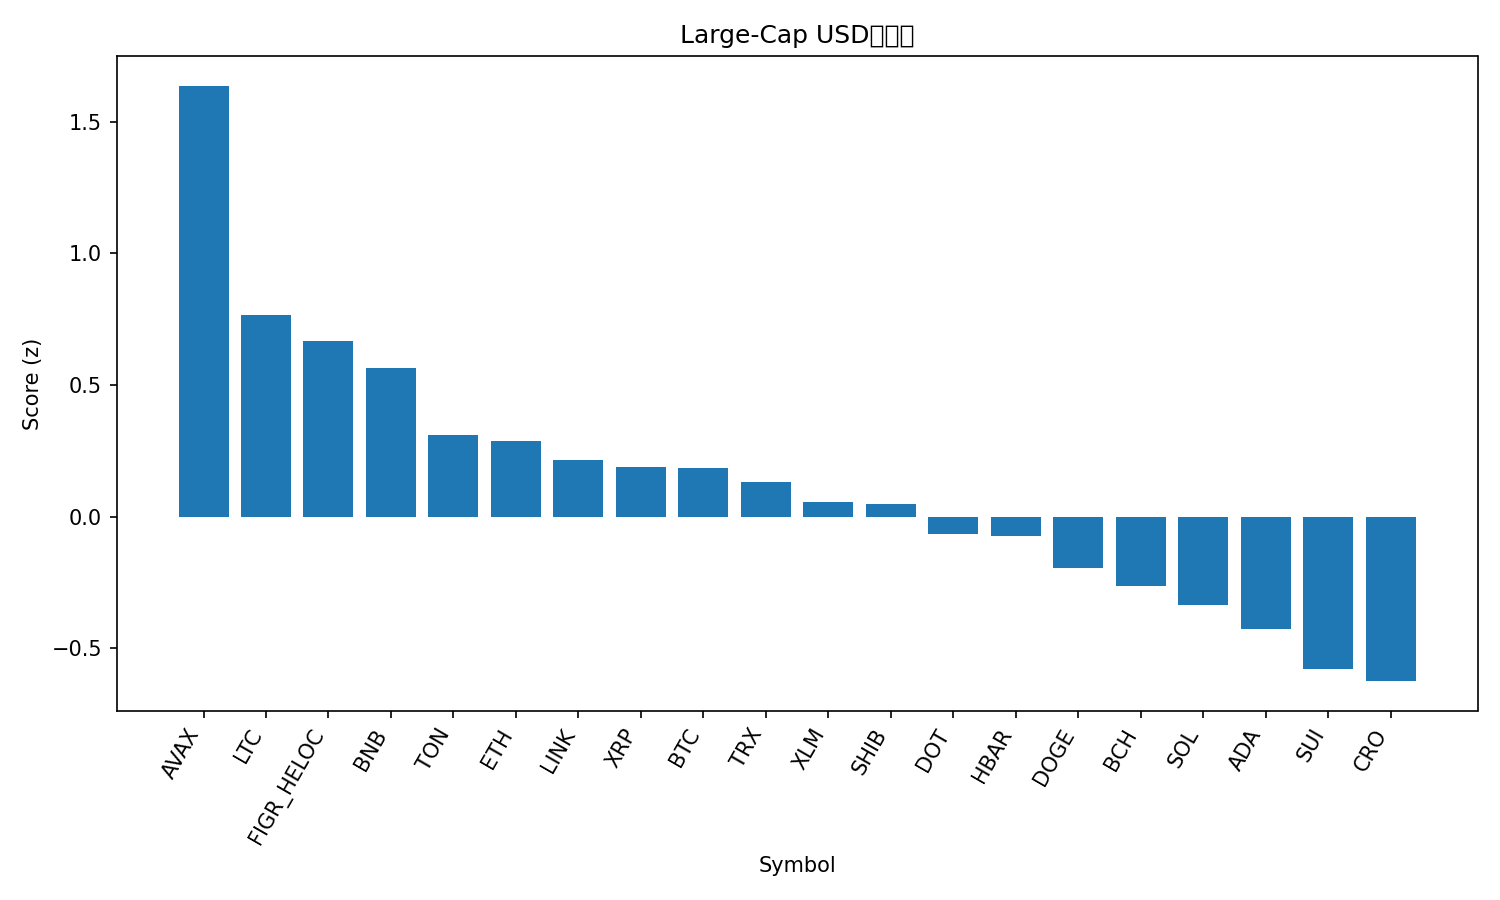 Large-Cap USD
Score (z)
1.5
1.0
0.5
0.0
−0.5
AVAX
LTC
FIGR_HELOC
BNB
TON
ETH
LINK
XRP
BTC
TRX
XLM
SHIB
DOT
HBAR
DOGE
BCH
SOL
ADA
SUI
CRO
Symbol